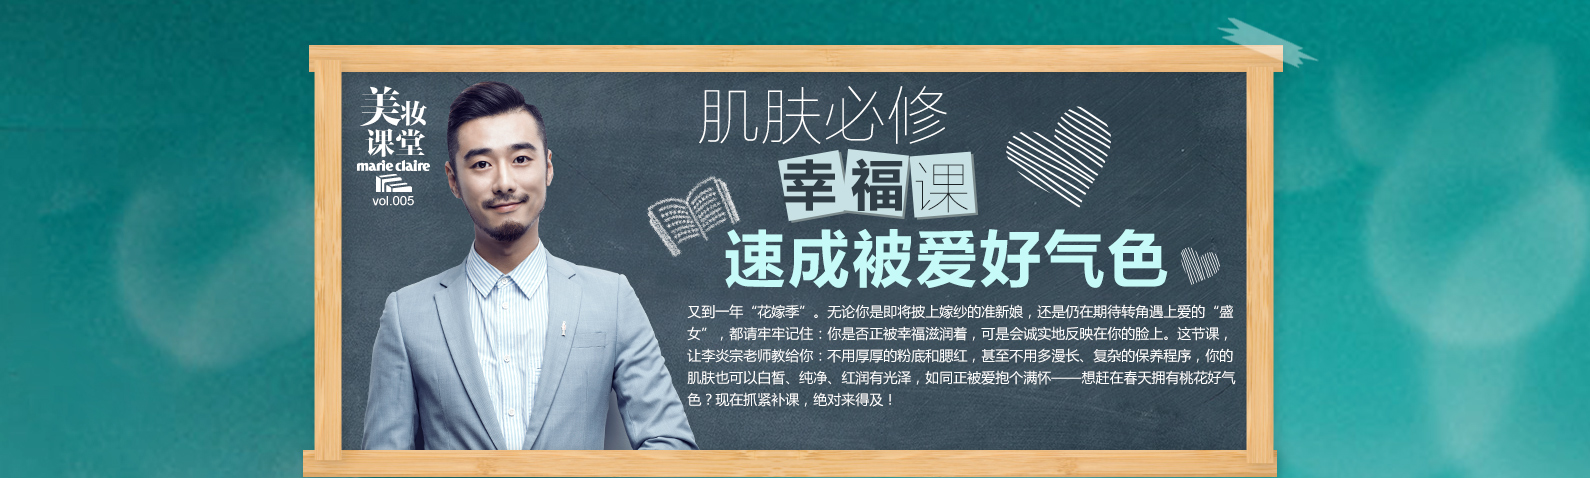 美妆
课堂
marie claire
vol.005
肌肤必修
幸福课
速成被爱好气色
又到一年“花嫁季”。无论你是即将披上嫁纱的准新娘，还是仍在期待转角遇上爱的“盛
女”，都请牢牢记住：你是否正被幸福滋润着，可是会诚实地反映在你的脸上。这节课，
让李炎宗老师教给你：不用厚厚的粉底和腮红，甚至不用多漫长、复杂的保养程序，你的
肌肤也可以白皙、纯净、红润有光泽，如同正被爱抱个满怀——想赶在春天拥有桃花好气
色？现在抓紧补课，绝对来得及！